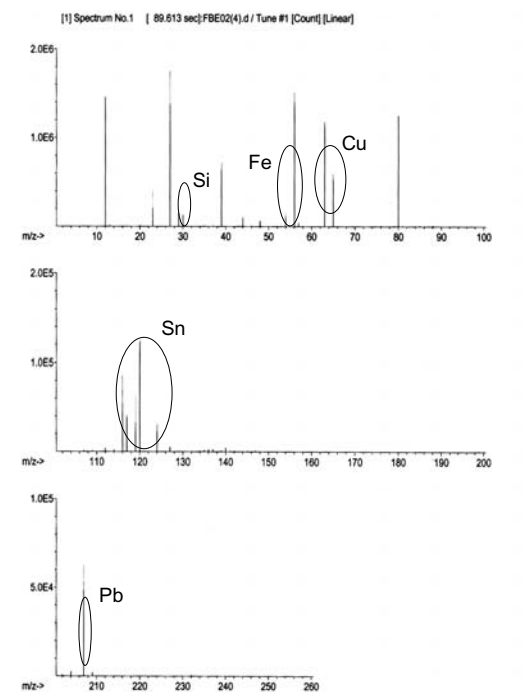 [1] Spectrum No.1 [ 89.613 sec]:FBE02(4).d / Tune #1 [Count] [Linear]
2.0E6
1.0E6
Si
Fe
Cu
m/z-> 10 20 30 40 50 60 70 80 90 100
2.0E5
1.0E5
Sn
m/z-> 110 120 130 140 150 160 170 180 190 200
1.0E5
5.0E4
Pb
m/z-> 210 220 230 240 250 260